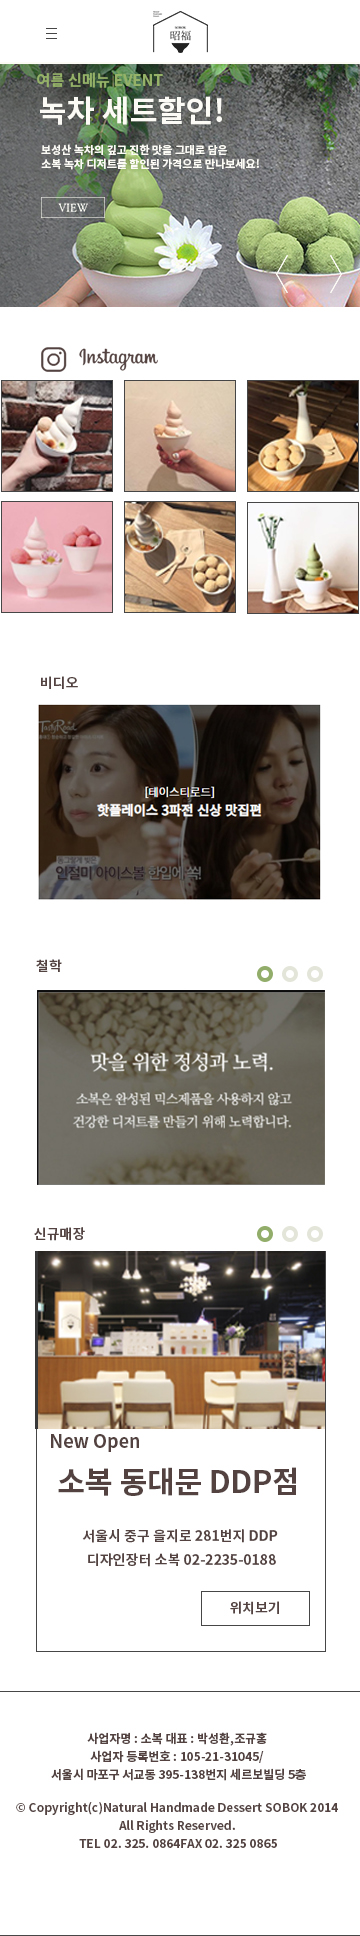 昭福
여름 신메뉴 EVENT
녹차 세트할인!
보성산 녹차의 깊고 진한 맛을 그대로 담은
소복 녹차 디저트를 할인된 가격으로 만나보세요!
VIEW
Instagram
비디오
TastyRoad
[테이스티로드]
핫플레이스 3파전 신상 맛집편
동그랗게 빚은
인절미 아이스볼 한입에 쏙!
철학
맛을 위한 정성과 노력.
소복은 완성된 믹스제품을 사용하지 않고
건강한 디저트를 만들기 위해 노력합니다.
신규매장
New Open
소복 동대문 DDP점
서울시 중구 을지로 281번지 DDP
디자인장터 소복 02-2235-0188
위치보기
사업자명 : 소복 대표 : 박성환,조규홍
사업자 등록번호 : 105-21-31045/
서울시 마포구 서교동 395-138번지 세르보빌딩 5층
© Copyright(c)Natural Handmade Dessert SOBOK 2014
All Rights Reserved.
TEL 02. 325. 0864FAX 02. 325 0865